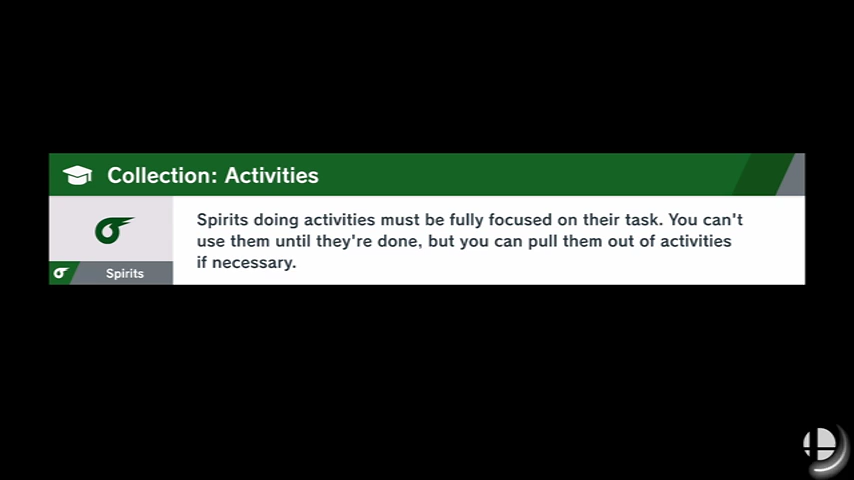 Collection: Activities
Spirits doing activities must be fully focused on their task. You can't
use them until they're done, but you can pull them out of activities
if necessary.
Spirits